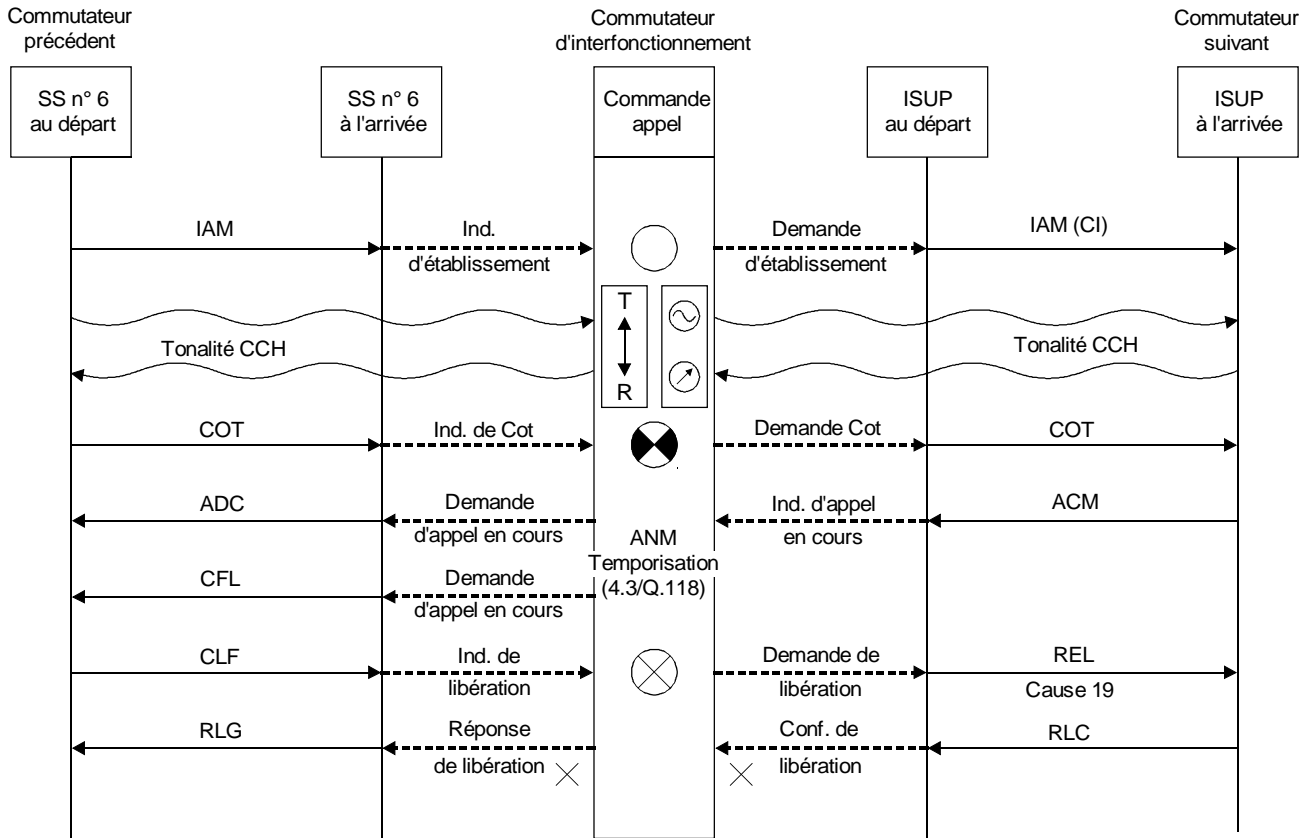 Commutateur
précédent
Commutateur
d'interfonctionnement
Commutateur
suivant
SS n° 6
au départ
SS n° 6
à l'arrivée
Commande
appel
ISUP
au départ
ISUP
à l'arrivée
IAM
Ind.
d'établissement
Demande
d'établissement
IAM (CI)
T
R
Tonalité CCH
Tonalité CCH
COT
Ind. de Cot
Demande Cot
COT
ADC
Demande
d'appel en cours
Ind. d'appel
en cours
ACM
ANM
Temporisation
(4.3/Q.118)
CFL
Demande
d'appel en cours
CLF
Ind. de
libération
Demande de
libération
REL
Cause 19
RLG
Réponse
de libération
Conf. de
libération
RLC